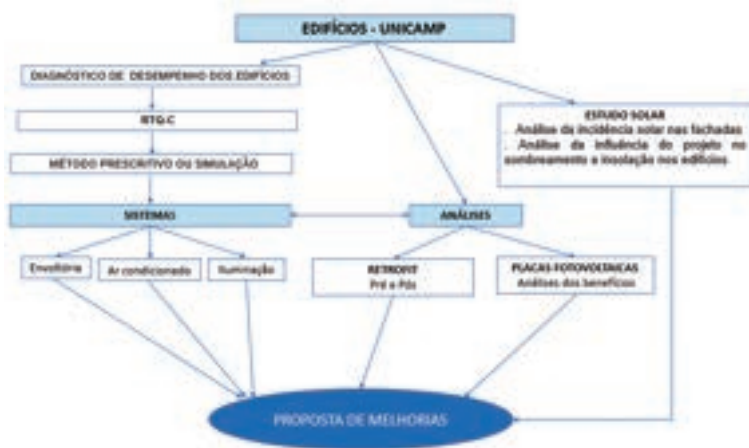 EDIFÍCIOS - UNICAMP
DIAGNÓSTICO DE DESEMPENHO DOS EDIFÍCIOS
RTQ-C
MÉTODO PRESCRITIVO OU SIMULAÇÃO
ESTUDO SOLAR
. Análise da incidência solar nas fachadas
. Análise da influência do projeto no
sombreamento e insolação nos edifícios
SISTEMAS
ANÁLISES
Envoltória
Ar condicionado
Iluminação
RETROFIT
Pré e Pós
PLACAS FOTOVOLTAICAS
Análises dos benefícios
PROPOSTA DE MELHORIAS